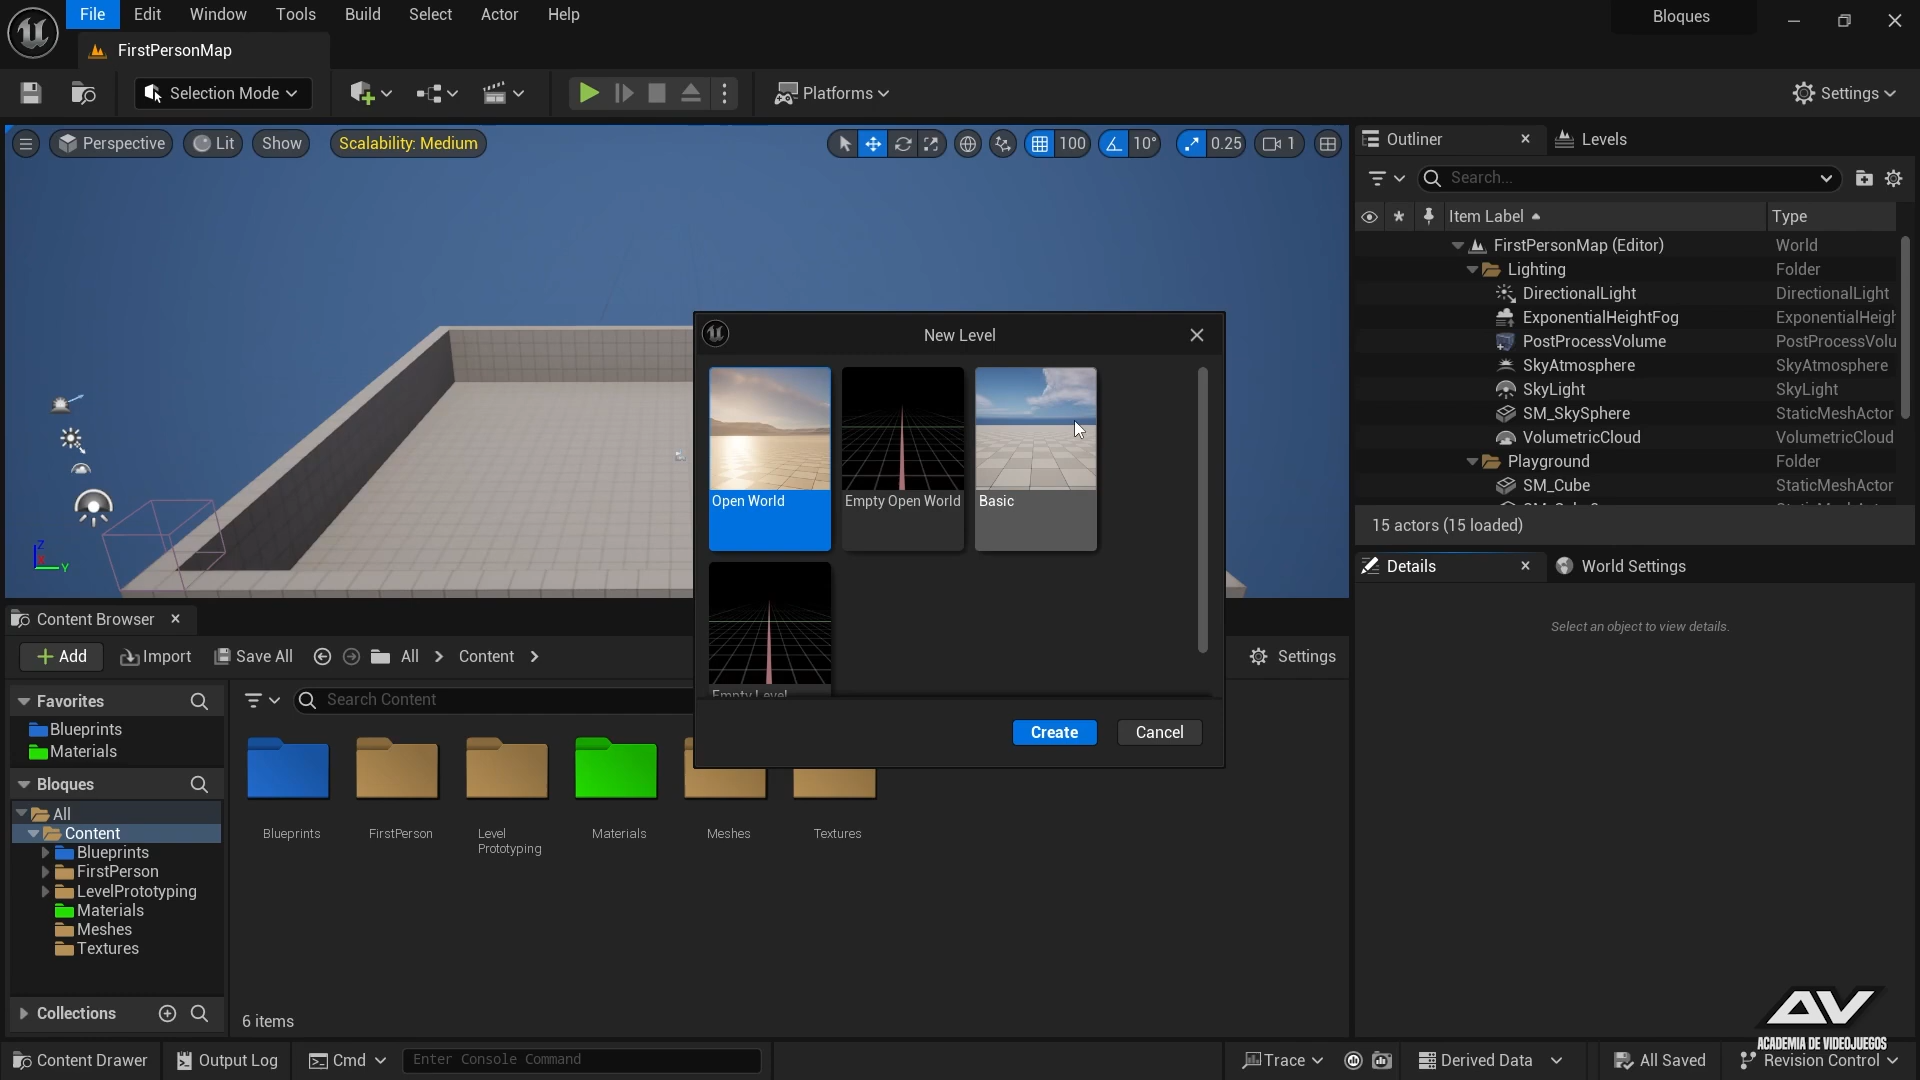 File Edit Window Tools Build Select Actor Help
Bloques
FirstPersonMap
Selection Mode
Platforms
Settings
Perspective Lit Show Scalability: Medium
100 10° 0.25 1
Outliner
Levels
Search...
Item Label Type
FirstPersonMap (Editor) World
Lighting Folder
DirectionalLight DirectionalLight
ExponentialHeightFog ExponentialHeigh
PostProcessVolume PostProcessVolu
SkyAtmosphere SkyAtmosphere
SkyLight SkyLight
SM_SkySphere StaticMeshActor
VolumetricCloud VolumetricCloud
Playground Folder
SM_Cube StaticMeshActor
15 actors (15 loaded)
Details
World Settings
Select an object to view details.
New Level
Open World
Empty Open World
Basic
Empty Level
Create
Cancel
Z
Y
Content Browser
Add Import Save All All Content
Settings
Favorites
Blueprints
Materials
Bloques
All
Content
Blueprints
FirstPerson
LevelPrototyping
Materials
Meshes
Textures
Collections
Search Content
Blueprints
FirstPerson
Level
Prototyping
Materials
Meshes
Textures
6 items
AV
ACADEMIA DE VIDEOJUEGOS
Content Drawer Output Log Cmd Enter Console Command
Trace Derived Data All Saved Revision Control